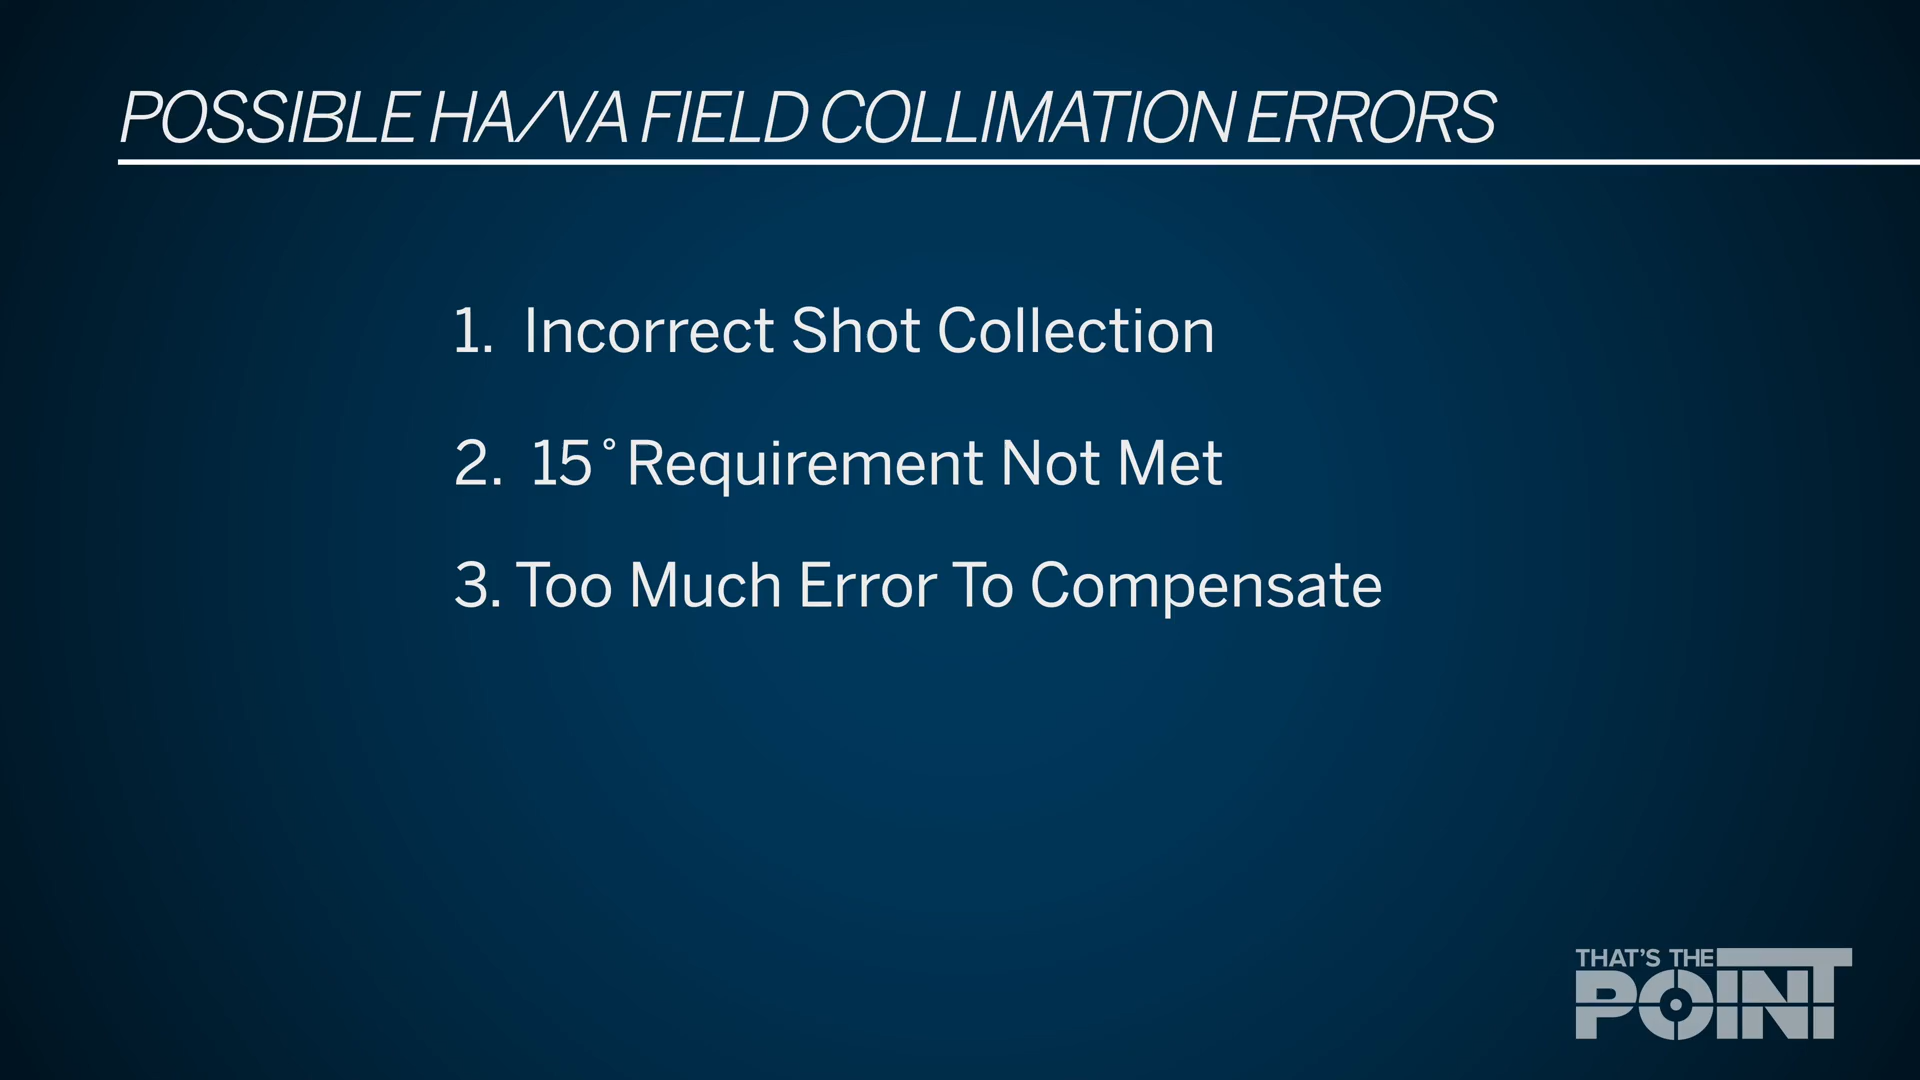 POSSIBLE HA/VA FIELD COLLIMATION ERRORS
1. Incorrect Shot Collection
2. 15° Requirement Not Met
3. Too Much Error To Compensate
THAT'S THE
POINT